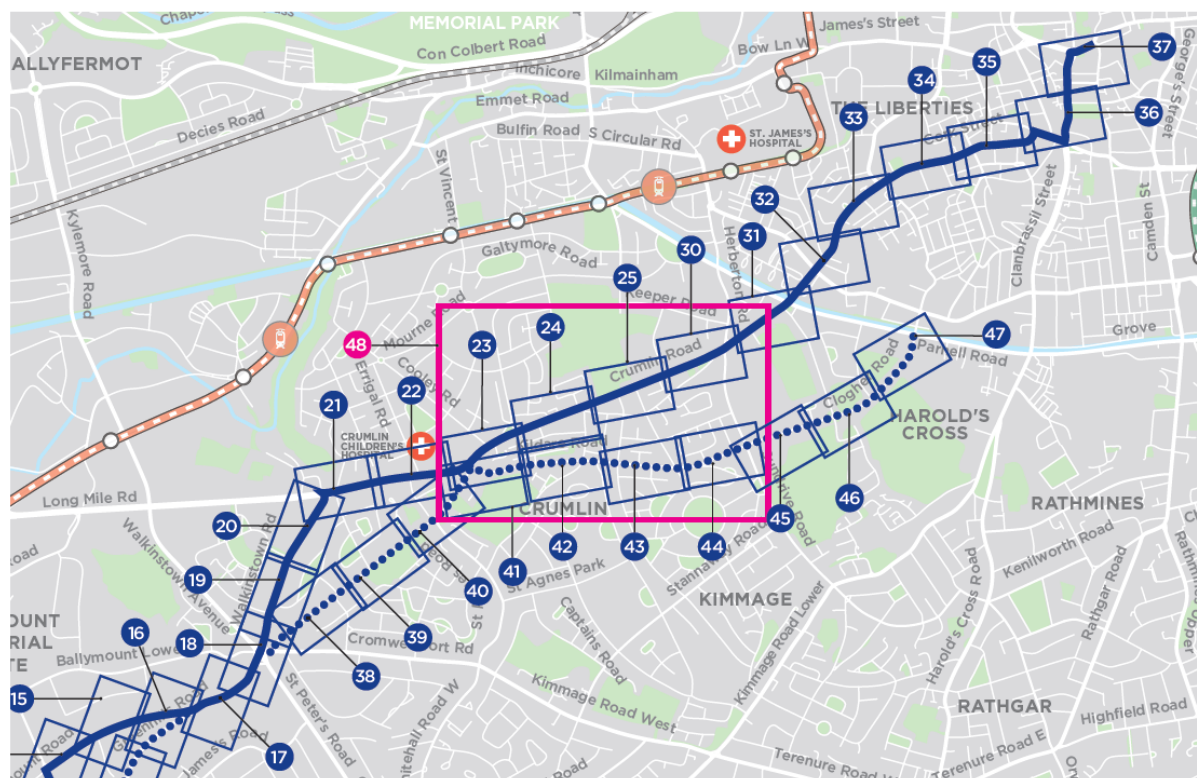 MEMORIAL PARK
James's Street
Con Colbert Road
Bow Ln W
George's Street
37
ALLYFERMOT
Inchicore
Kilmainham
34
35
Emmet Road
THE LIBERTIES
36
Decies Road
Bulfin Road
S Circular Rd
ST. JAMES'S
HOSPITAL
33
Cork Street
St Vincent
32
Camden St
Clanbrassil Street
Kylemore Road
Galtymore Road
30
31
Herberton Rd
25
Keeper Road
Mourne Road
24
23
48
Crumlin Road
47
Grove
Parnell Road
Cooley Rd
Errigal Rd
22
21
Clogher Road
HAROLD'S
CROSS
CRUMLIN
CHILDREN'S
HOSPITAL
Kildare Road
46
Long Mile Rd
CRUMLIN
RATHMINES
20
Walkinstown Rd
Walkinstown Avenue
45
44
43
42
41
40
Stannaway Road
Kenilworth Road
19
St Agnes Park
KIMMAGE
39
Captains Road
Rathgar Road
16
18
Cromwellsfort Rd
Kimmage Road Lower
Harold's Cross Road
38
15
St Peter's Road
Kimmage Road West
RATHGAR
Highfield Road
17
Terenure Road E